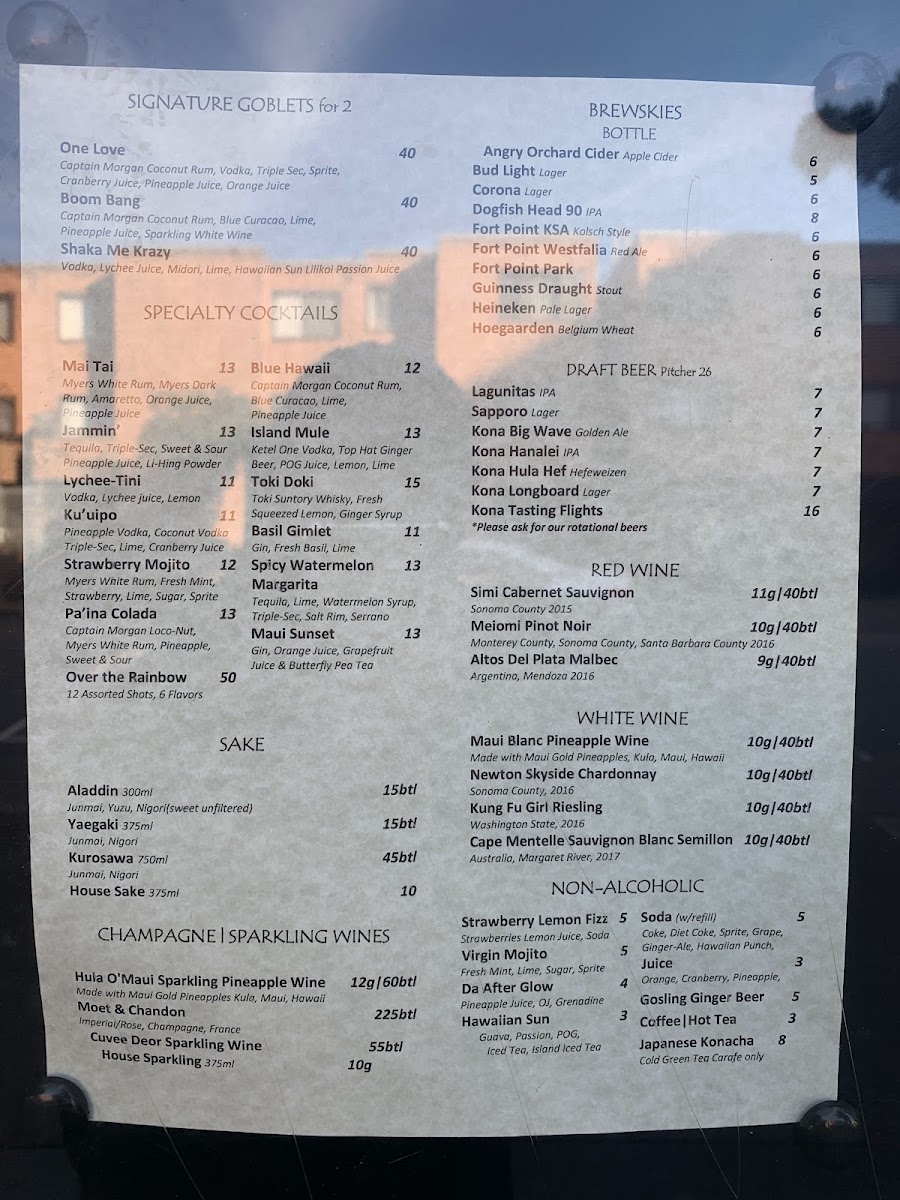 SIGNATURE GOBLETS for 2
One Love 40
Captain Morgan Coconut Rum, Vodka, Triple Sec, Sprite,
Cranberry Juice, Pineapple Juice, Orange Juice
Boom Bang 40
Captain Morgan Coconut Rum, Blue Curacao, Lime,
Pineapple Juice, Sparkling White Wine
Shaka Me Krazy 40
Vodka, Lychee Juice, Midori, Lime, Hawaiian Sun Lilikoi Passion Juice
SPECIALTY COCKTAILS
Mai Tai 13
Myers White Rum, Myers Dark
Rum, Amaretto, Orange Juice,
Pineapple Juice
Jammin' 13
Tequila, Triple-Sec, Sweet & Sour
Pineapple Juice, Li-Hing Powder
Lychee-Tini 11
Vodka, Lychee juice, Lemon
Ku'uipo 11
Pineapple Vodka, Coconut Vodka
Triple-Sec, Lime, Cranberry Juice
Strawberry Mojito 12
Myers White Rum, Fresh Mint,
Strawberry, Lime, Sugar, Sprite
Pa'ina Colada 13
Captain Morgan Loco-Nut,
Myers White Rum, Pineapple,
Sweet & Sour
Over the Rainbow 50
12 Assorted Shots, 6 Flavors
Blue Hawaii 12
Captain Morgan Coconut Rum,
Blue Curacao, Lime,
Pineapple Juice
Island Mule 13
Ketel One Vodka, Top Hat Ginger
Beer, POG Juice, Lemon, Lime
Toki Doki 15
Toki Suntory Whisky, Fresh
Squeezed Lemon, Ginger Syrup
Basil Gimlet 11
Gin, Fresh Basil, Lime
Spicy Watermelon 13
Margarita
Tequila, Lime, Watermelon Syrup,
Triple-Sec, Salt Rim, Serrano
Maui Sunset 13
Gin, Orange Juice, Grapefruit
Juice & Butterfly Pea Tea
SAKE
Aladdin 300ml 15btl
Junmai, Yuzu, Nigori(sweet unfiltered)
Yaegaki 375ml 15btl
Junmai, Nigori
Kurosawa 750ml 45btl
Junmai, Nigori
House Sake 375ml 10
CHAMPAGNE | SPARKLING WINES
Hula O'Maui Sparkling Pineapple Wine 12g|60btl
Made with Maui Gold Pineapples Kula, Maui, Hawaii
Moet & Chandon 225btl
Imperial/Rose, Champagne, France
Cuvee Deor Sparkling Wine 55btl
House Sparkling 375ml 10g
BREWSKIES
BOTTLE
Angry Orchard Cider Apple Cider 6
Bud Light Lager 5
Corona Lager 6
Dogfish Head 90 IPA 8
Fort Point KSA Kolsch Style 6
Fort Point Westfalia Red Ale 6
Fort Point Park 6
Guinness Draught Stout 6
Heineken Pale Lager 6
Hoegaarden Belgium Wheat 6
DRAFT BEER Pitcher 26
Lagunitas IPA 7
Sapporo Lager 7
Kona Big Wave Golden Ale 7
Kona Hanalei IPA 7
Kona Hula Hef Hefeweizen 7
Kona Longboard Lager 7
Kona Tasting Flights 16
*Please ask for our rotational beers
RED WINE
Simi Cabernet Sauvignon 11g|40btl
Sonoma County 2015
Meiomi Pinot Noir 10g|40btl
Monterey County, Sonoma County, Santa Barbara County 2016
Altos Del Plata Malbec 9g|40btl
Argentina, Mendoza 2016
WHITE WINE
Maui Blanc Pineapple Wine 10g|40btl
Made with Maui Gold Pineapples, Kula, Maui, Hawaii
Newton Skyside Chardonnay 10g|40btl
Sonoma County, 2016
Kung Fu Girl Riesling 10g|40btl
Washington State, 2016
Cape Mentelle Sauvignon Blanc Semillon 10g|40btl
Australia, Margaret River, 2017
NON-ALCOHOLIC
Strawberry Lemon Fizz 5
Strawberries Lemon Juice, Soda
Virgin Mojito 5
Fresh Mint, Lime, Sugar, Sprite
Da After Glow 4
Pineapple Juice, OJ, Grenadine
Hawaiian Sun 3
Guava, Passion, POG,
Iced Tea, Island Iced Tea
Soda (w/refill) 5
Coke, Diet Coke, Sprite, Grape,
Ginger-Ale, Hawaiian Punch,
Juice 3
Orange, Cranberry, Pineapple,
Gosling Ginger Beer 5
Coffee|Hot Tea 3
Japanese Konacha 8
Cold Green Tea Carafe only